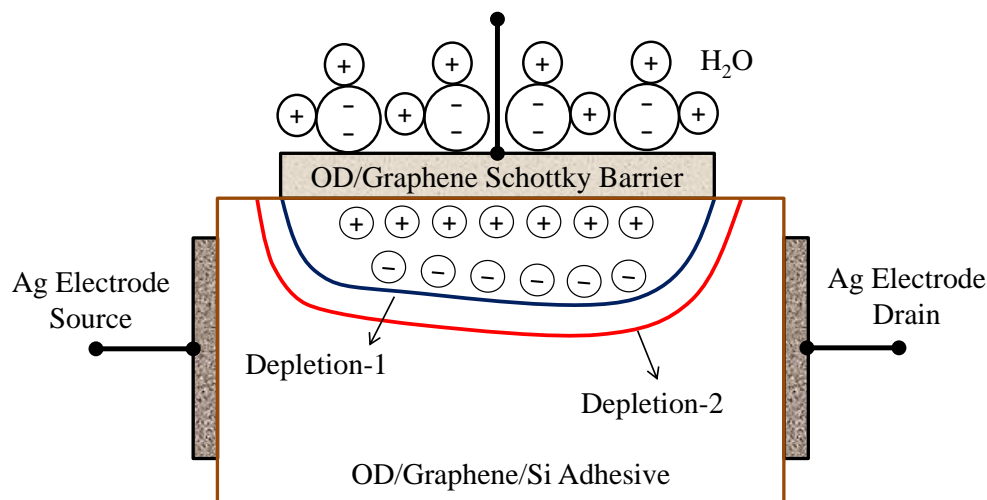 H₂O
OD/Graphene Schottky Barrier
Ag Electrode
Source
Ag Electrode
Drain
Depletion-1
Depletion-2
OD/Graphene/Si Adhesive
+ + + +
+ - - + - - - - + - - +
+ + + + + + +
− − − − − −